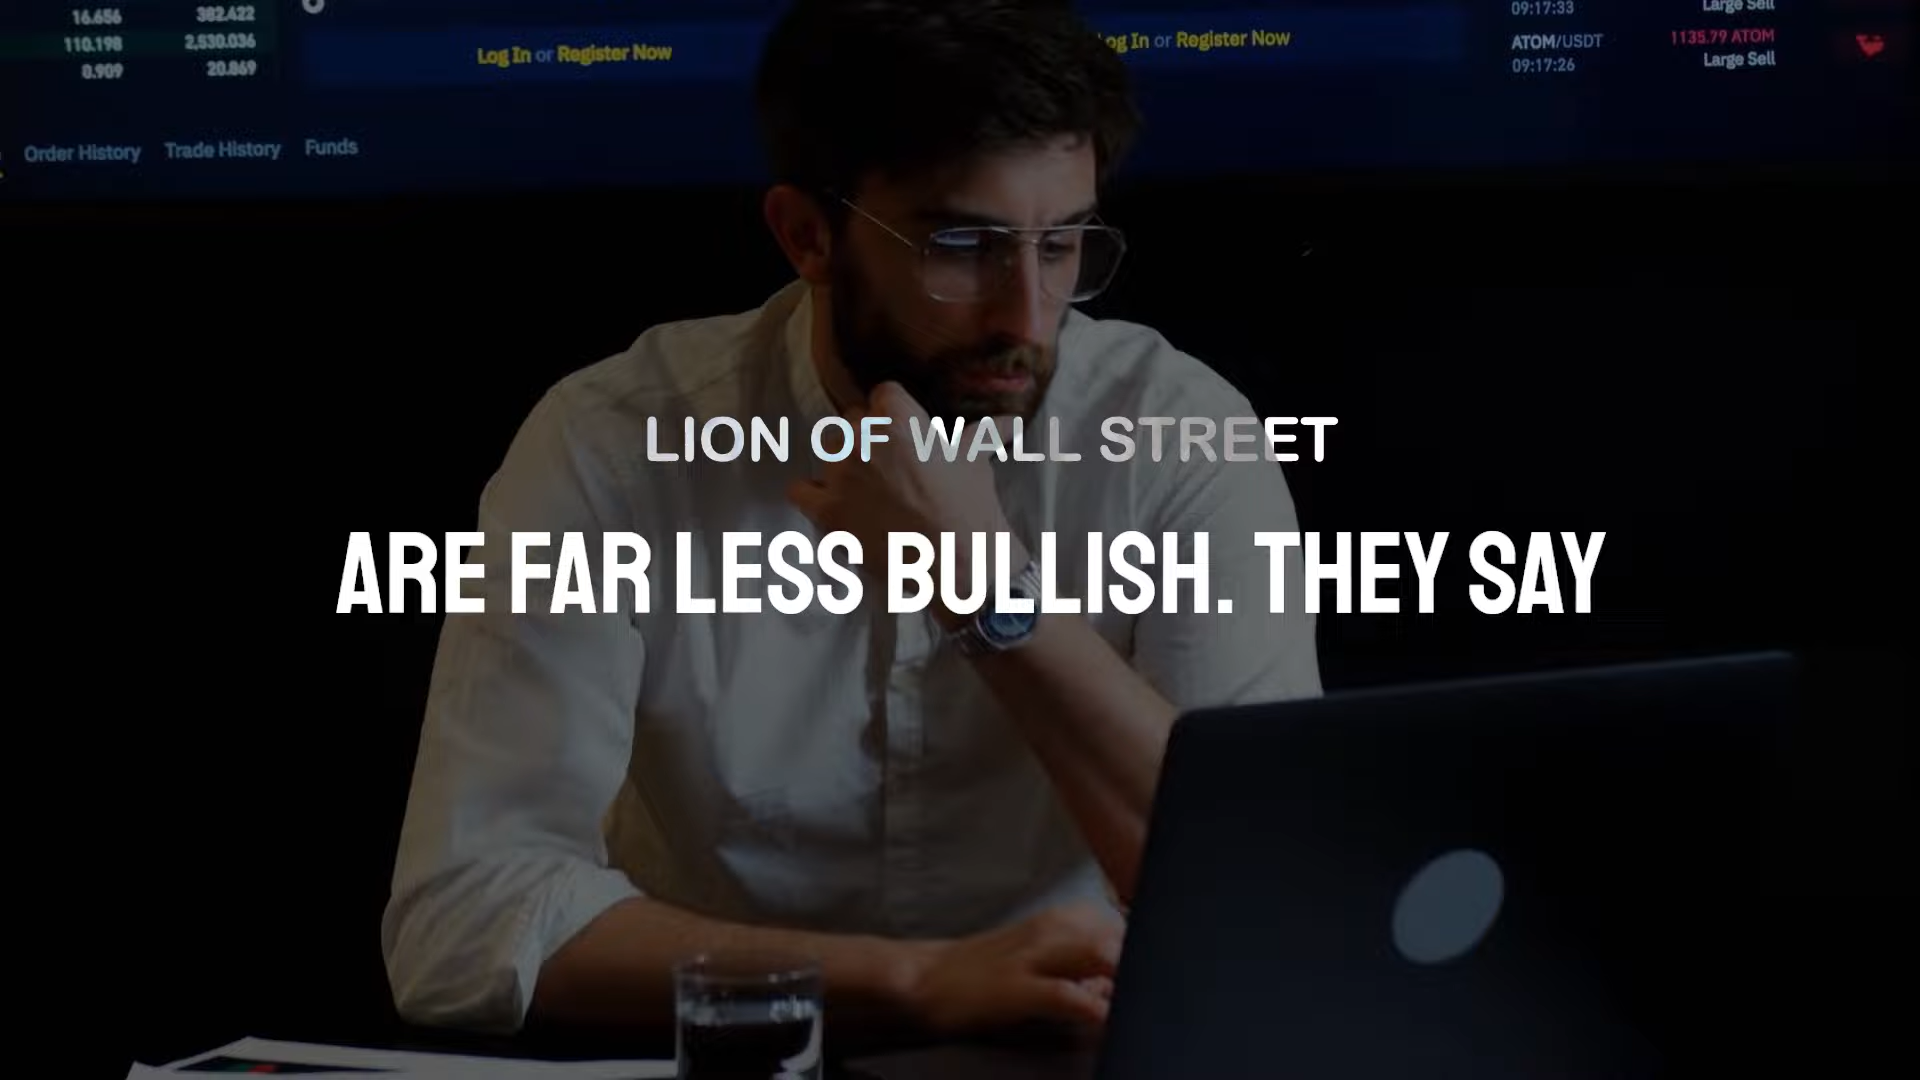 16.656 382.422
110.198 2,530.036
0.909 20.869
Log In or Register Now
og In or Register Now
09:17:33 Large Sell
ATOM/USDT 1135.79 ATOM
09:17:26 Large Sell
Order History Trade History Funds
LION OF WALL STREET
ARE FAR LESS BULLISH. THEY SAY